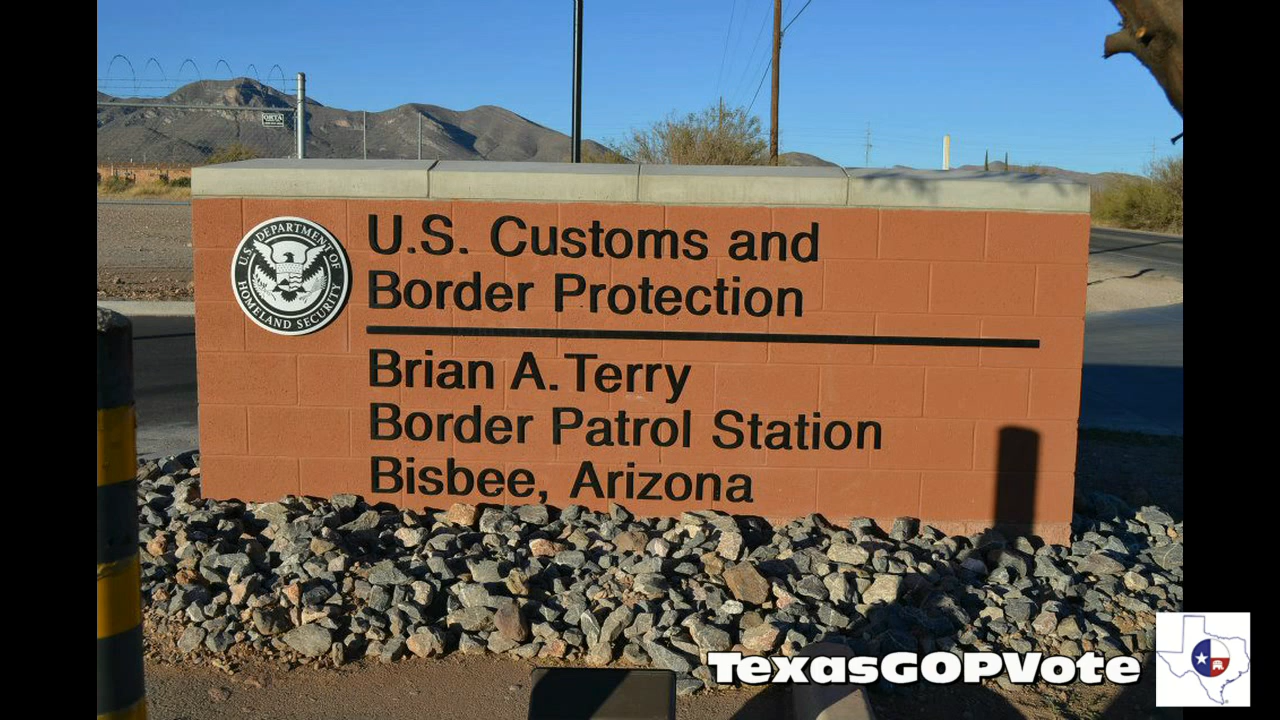 U.S. DEPARTMENT OF
HOMELAND SECURITY
U.S. Customs and
Border Protection
Brian A. Terry
Border Patrol Station
Bisbee, Arizona
TexasGOPVote